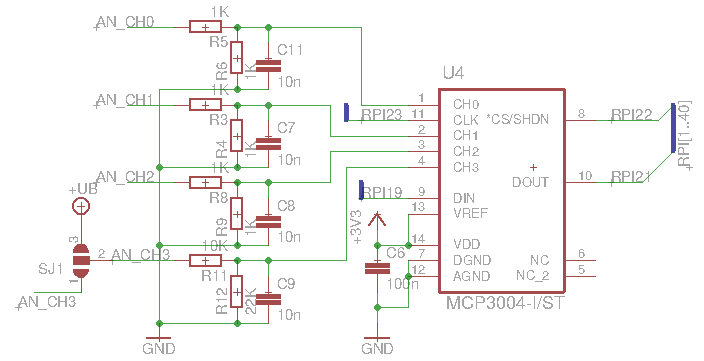 AN_CH0
1K
R5
R6
1K
C11
10n
AN_CH1
1K
R3
R4
1K
C7
10n
AN_CH2
1K
R8
R9
1K
C8
10n
+UB
3
2
1
SJ1
AN_CH3
AN_CH3
10K
R11
R12
22K
C9
10n
GND
RPI23
RPI19
+3V3
C6
100n
GND
U4
1
11
2
3
4
9
13
14
7
12
CH0
CLK
CH1
CH2
CH3
DIN
VREF
VDD
DGND
AGND
*CS/SHDN
DOUT
NC
NC_2
8
10
6
5
MCP3004-I/ST
RPI22
RPI21
RPI[1..40]